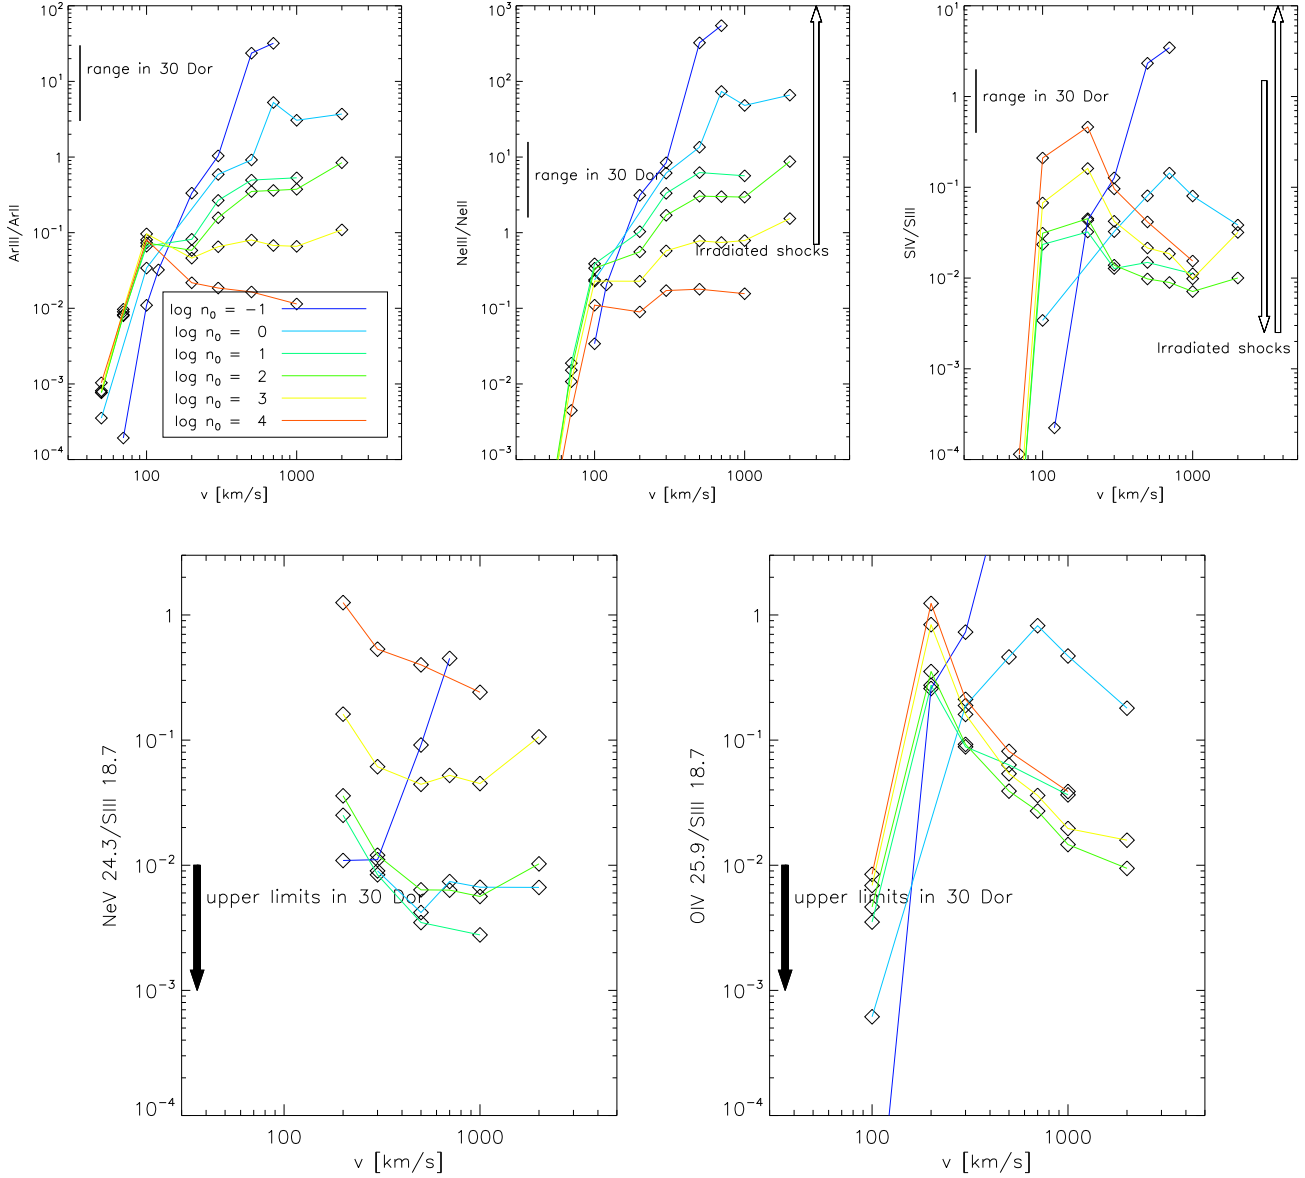 10²
10¹
1
10⁻¹
10⁻²
10⁻³
10⁻⁴
ArIII/ArII
range in 30 Dor
log n₀ = −1
log n₀ = 0
log n₀ = 1
log n₀ = 2
log n₀ = 3
log n₀ = 4
100 1000
v [km/s]
10³
10²
10¹
1
10⁻¹
10⁻²
10⁻³
NeIII/NeII
range in 30 Dor
Irradiated shocks
100 1000
v [km/s]
10¹
1
10⁻¹
10⁻²
10⁻³
10⁻⁴
SIV/SIII
range in 30 Dor
Irradiated shocks
100 1000
v [km/s]
1
10⁻¹
10⁻²
10⁻³
10⁻⁴
NeV 24.3/SIII 18.7
upper limits in 30 Dor
100 1000
v [km/s]
1
10⁻¹
10⁻²
10⁻³
10⁻⁴
OIV 25.9/SIII 18.7
upper limits in 30 Dor
100 1000
v [km/s]